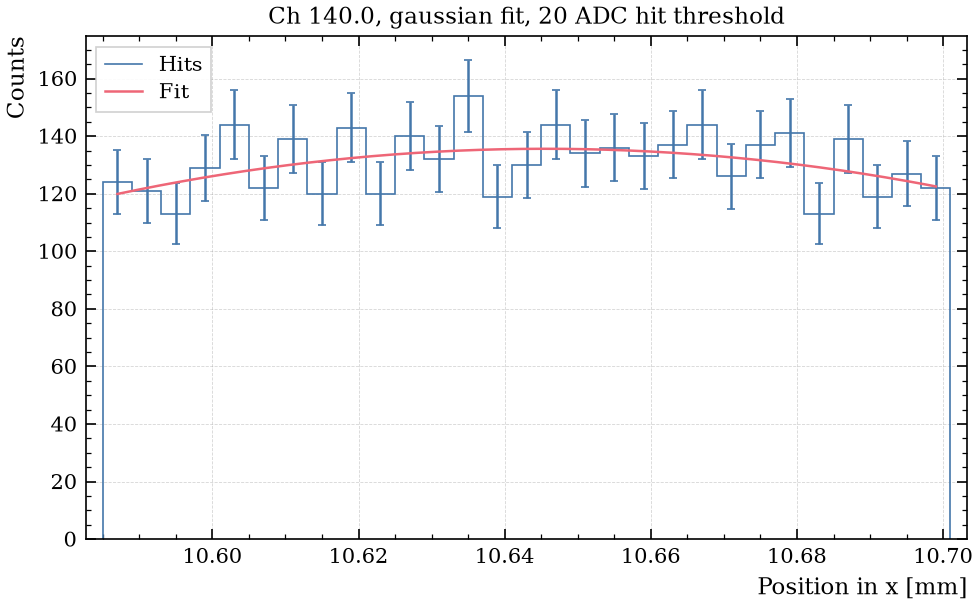 Ch 140.0, gaussian fit, 20 ADC hit threshold
Counts
Hits
Fit
160
140
120
100
80
60
40
20
0
10.60 10.62 10.64 10.66 10.68 10.70
Position in x [mm]